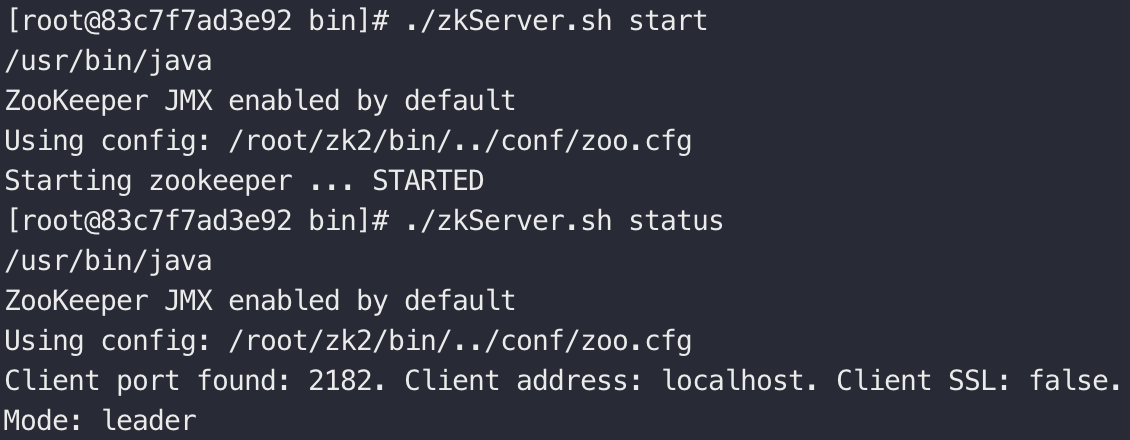 [root@83c7f7ad3e92 bin]# ./zkServer.sh start
/usr/bin/java
ZooKeeper JMX enabled by default
Using config: /root/zk2/bin/../conf/zoo.cfg
Starting zookeeper ... STARTED
[root@83c7f7ad3e92 bin]# ./zkServer.sh status
/usr/bin/java
ZooKeeper JMX enabled by default
Using config: /root/zk2/bin/../conf/zoo.cfg
Client port found: 2182. Client address: localhost. Client SSL: false.
Mode: leader